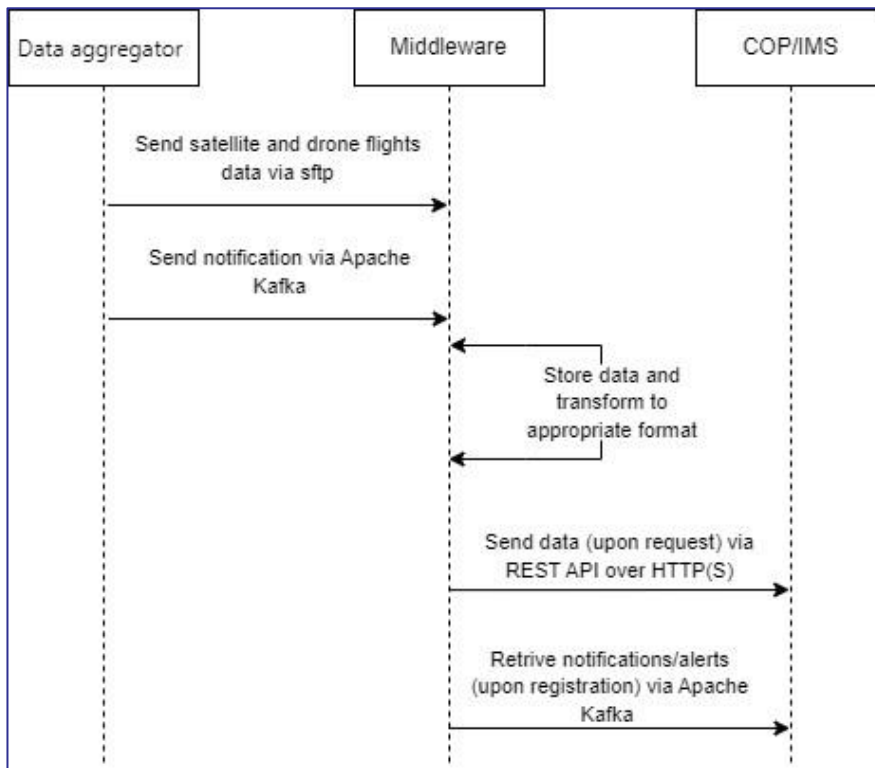 Data aggregator
Middleware
COP/IMS
Send satellite and drone flights
data via sftp
Send notification via Apache
Kafka
Store data and
transform to
appropriate format
Send data (upon request) via
REST API over HTTP(S)
Retrive notifications/alerts
(upon registration) via Apache
Kafka